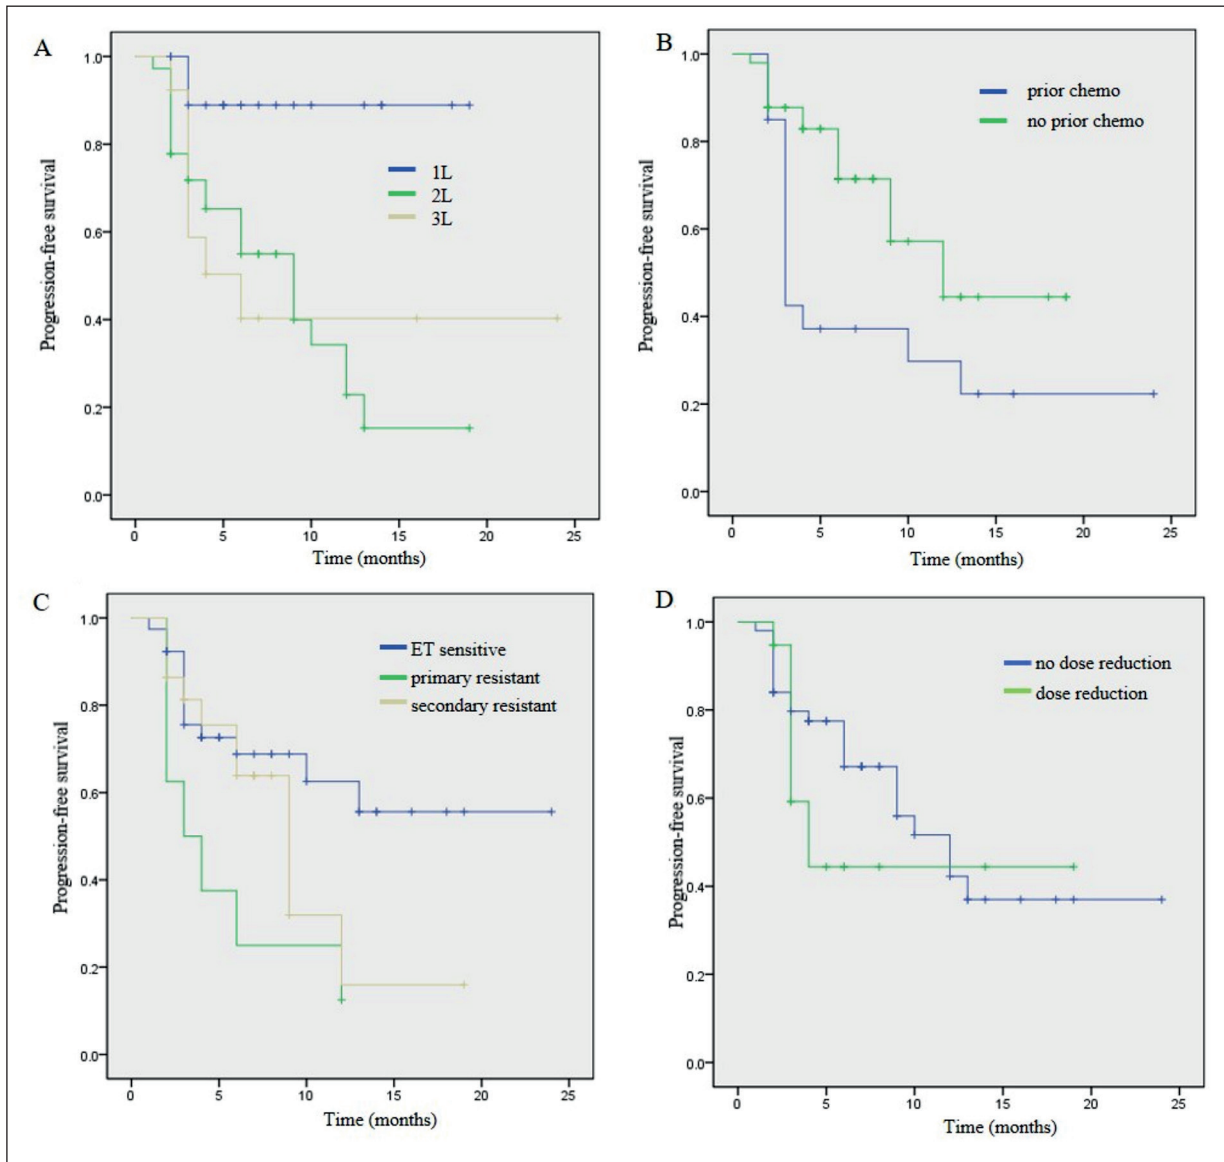 A
Progression-free survival
1.0
0.8
0.6
0.4
0.2
0.0
1L
2L
3L
0 5 10 15 20 25
Time (months)
B
Progression-free survival
1.0
0.8
0.6
0.4
0.2
0.0
prior chemo
no prior chemo
0 5 10 15 20 25
Time (months)
C
Progression-free survival
1.0
0.8
0.6
0.4
0.2
0.0
ET sensitive
primary resistant
secondary resistant
0 5 10 15 20 25
Time (months)
D
Progression-free survival
1.0
0.8
0.6
0.4
0.2
0.0
no dose reduction
dose reduction
0 5 10 15 20 25
Time (months)